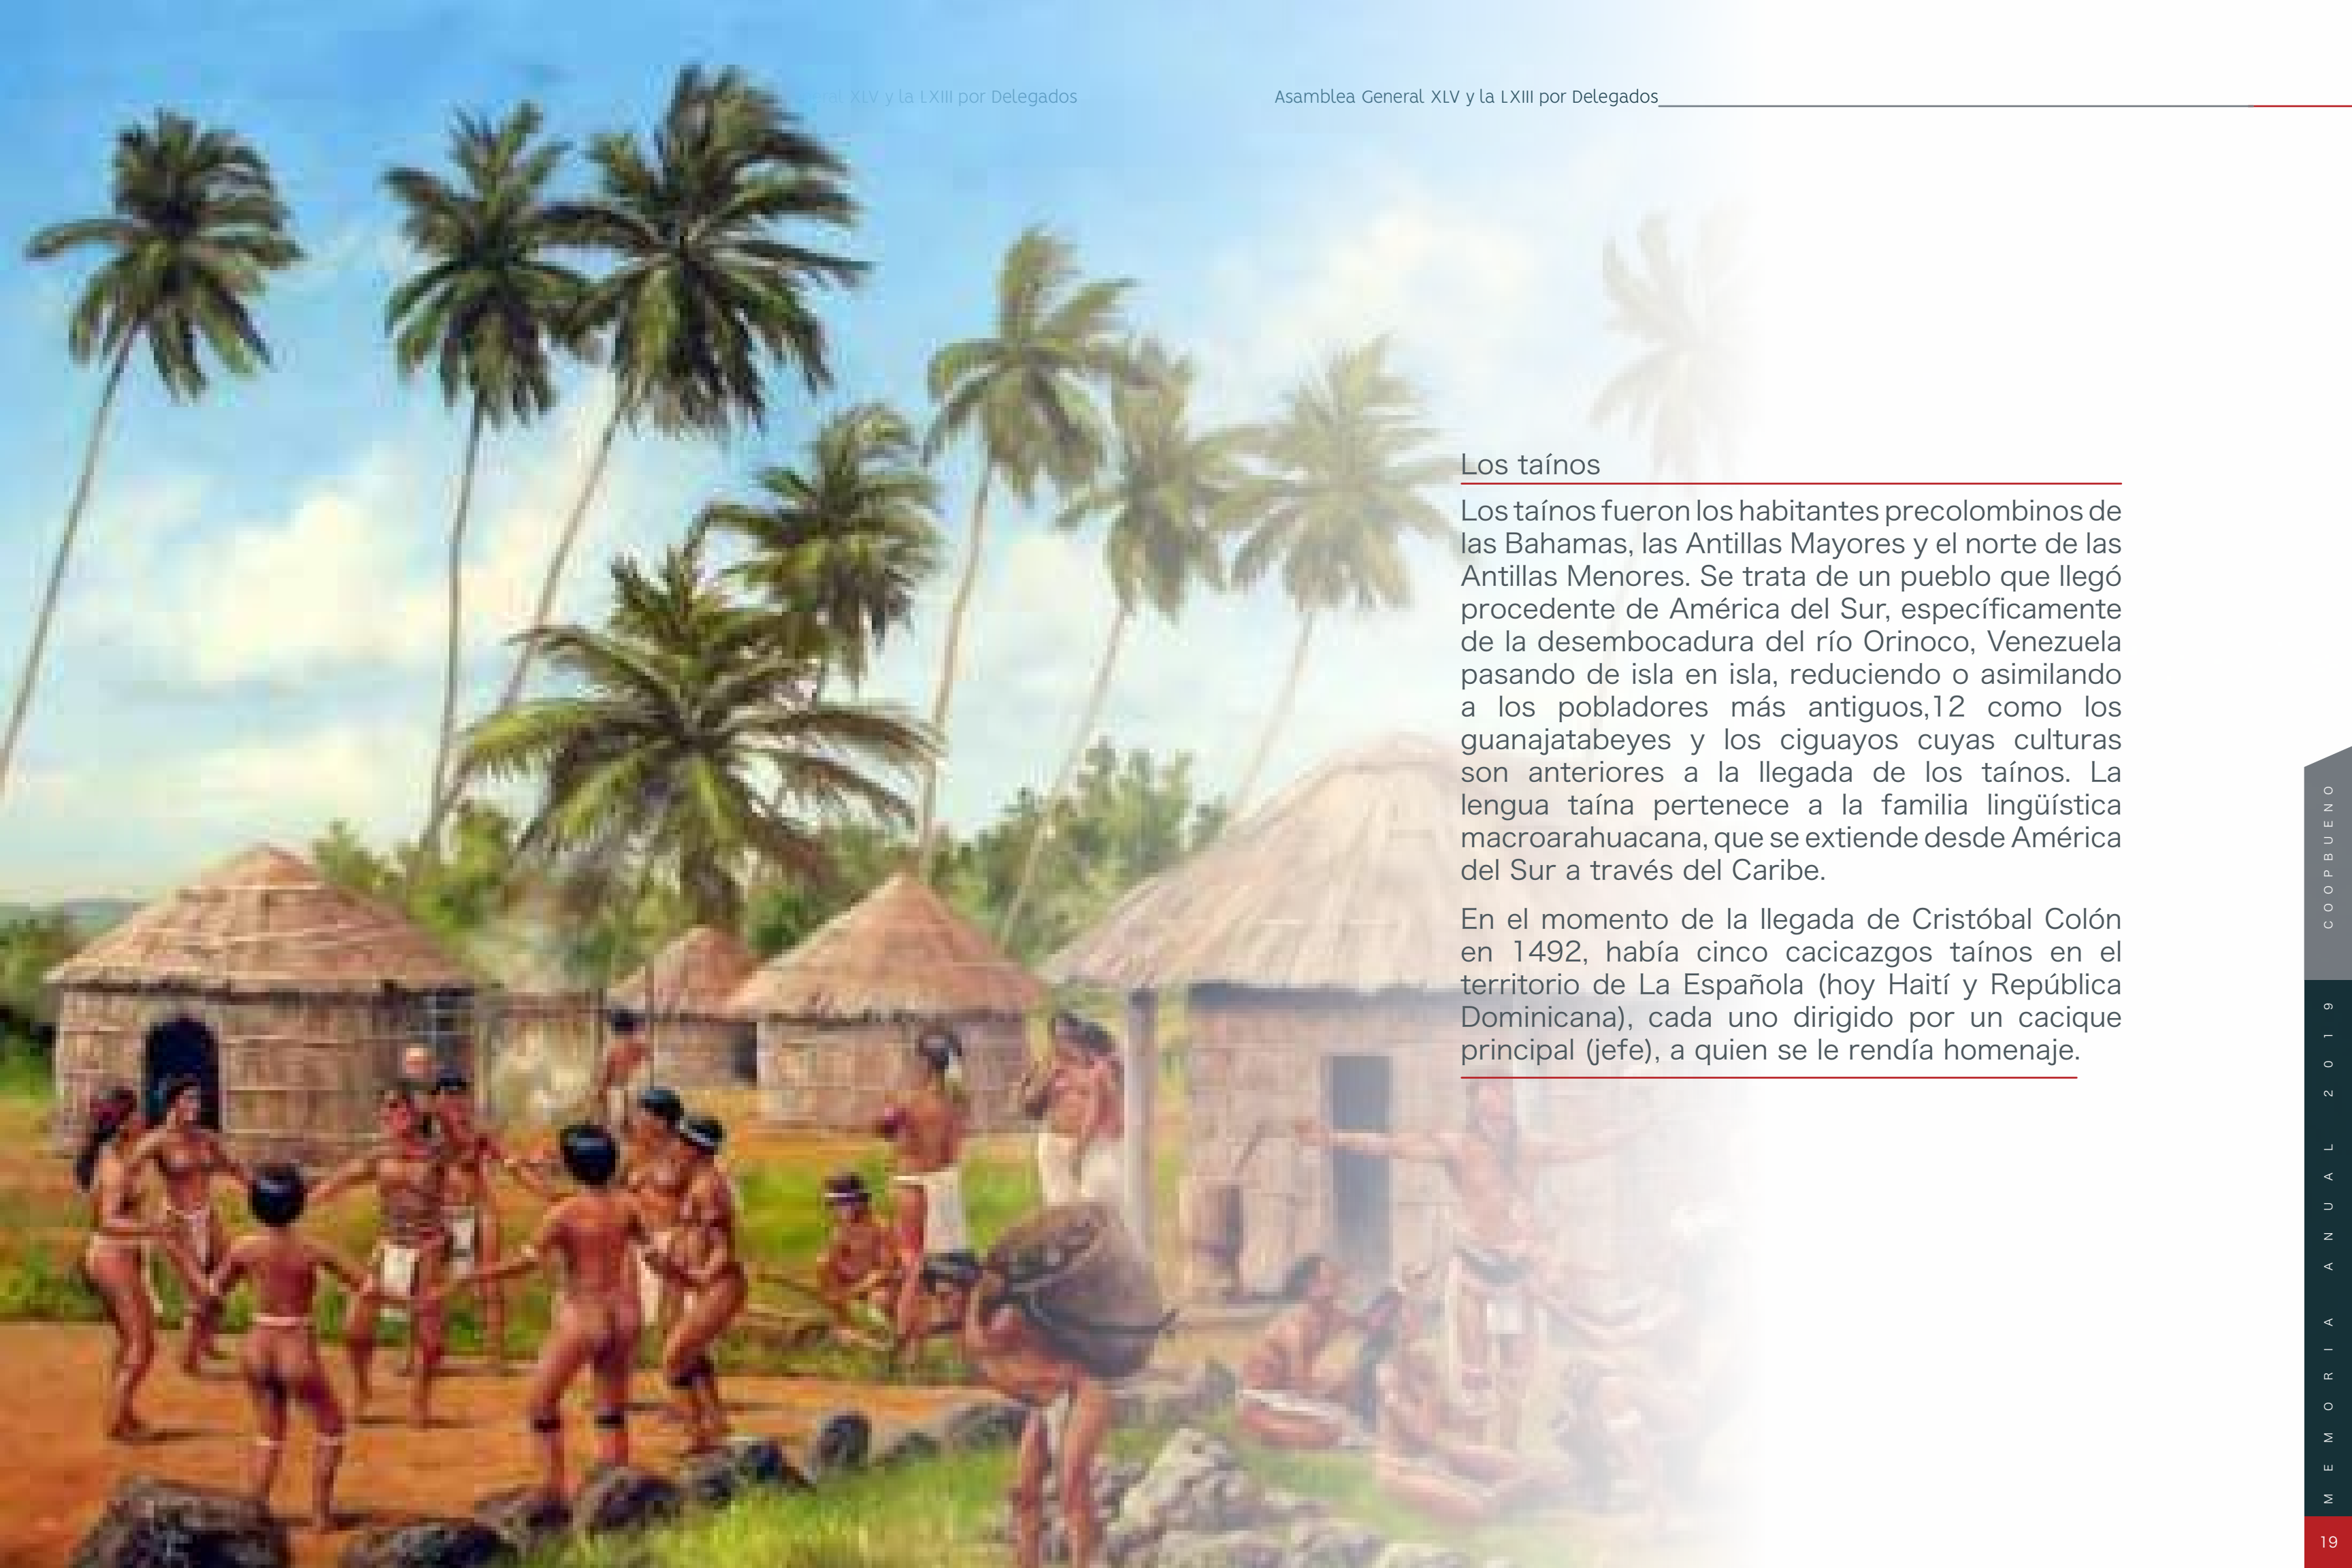 ral XLV y la LXIII por Delegados
Asamblea General XLV y la LXIII por Delegados
Los taínos
Los taínos fueron los habitantes precolombinos de
las Bahamas, las Antillas Mayores y el norte de las
Antillas Menores. Se trata de un pueblo que llegó
procedente de América del Sur, específicamente
de la desembocadura del río Orinoco, Venezuela
pasando de isla en isla, reduciendo o asimilando
a los pobladores más antiguos,12 como los
guanajatabeyes y los ciguayos cuyas culturas
son anteriores a la llegada de los taínos. La
lengua taína pertenece a la familia lingüística
macroarahuacana, que se extiende desde América
del Sur a través del Caribe.
En el momento de la llegada de Cristóbal Colón
en 1492, había cinco cacicazgos taínos en el
territorio de La Española (hoy Haití y República
Dominicana), cada uno dirigido por un cacique
principal (jefe), a quien se le rendía homenaje.
MEMORIA ANUAL 2019 COOPBUENO
19